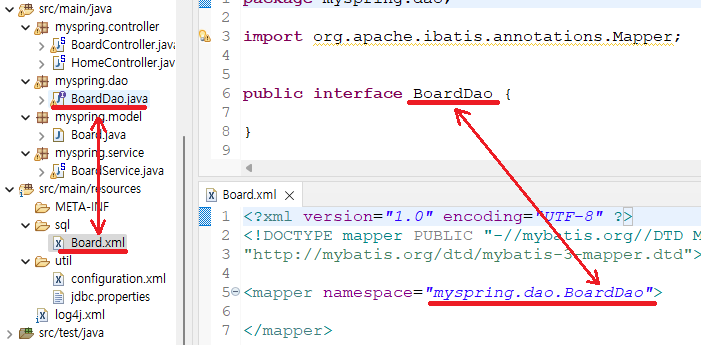 src/main/java
myspring.controller
BoardController.java
HomeController.java
myspring.dao
BoardDao.java
myspring.model
Board.java
myspring.service
BoardService.java
src/main/resources
META-INF
sql
Board.xml
util
configuration.xml
jdbc.properties
log4j.xml
src/test/java
package myspring.dao;
2
3 import org.apache.ibatis.annotations.Mapper;
4
5
6 public interface BoardDao {
7
8 }
9
Board.xml
1 <?xml version="1.0" encoding="UTF-8" ?>
2 <!DOCTYPE mapper PUBLIC "-//mybatis.org//DTD M
3 "http://mybatis.org/dtd/mybatis-3-mapper.dtd">
4
5 <mapper namespace="myspring.dao.BoardDao">
6
7 </mapper>